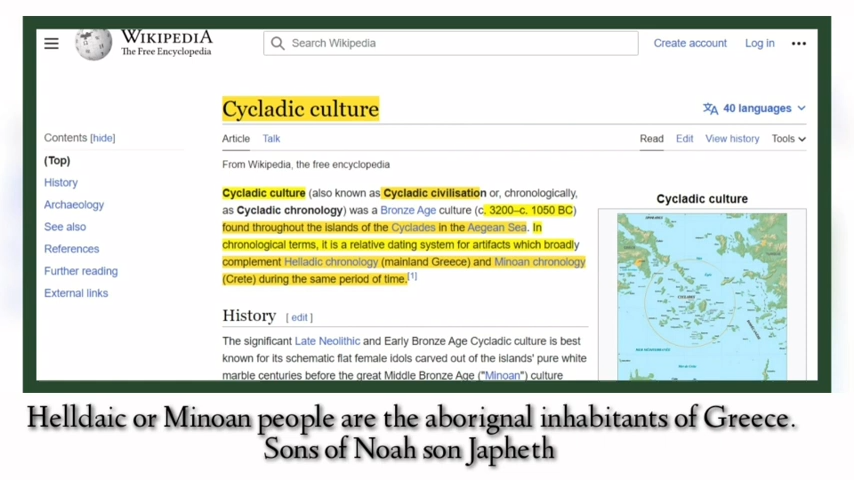 WIKIPEDIA
The Free Encyclopedia
Search Wikipedia
Create account Log in
Cycladic culture
40 languages
Contents [hide]
Article Talk
Read Edit View history Tools
(Top)
From Wikipedia, the free encyclopedia
History
Archaeology
See also
References
Further reading
External links
Cycladic culture (also known as Cycladic civilisation or, chronologically,
as Cycladic chronology) was a Bronze Age culture (c. 3200–c. 1050 BC)
found throughout the islands of the Cyclades in the Aegean Sea. In
chronological terms, it is a relative dating system for artifacts which broadly
complement Helladic chronology (mainland Greece) and Minoan chronology
(Crete) during the same period of time.[1]
Cycladic culture
History [ edit ]
The significant Late Neolithic and Early Bronze Age Cycladic culture is best
known for its schematic flat female idols carved out of the islands' pure white
marble centuries before the great Middle Bronze Age ("Minoan") culture
Helldaic or Minoan people are the aborignal inhabitants of Greece.
Sons of Noah son Japheth